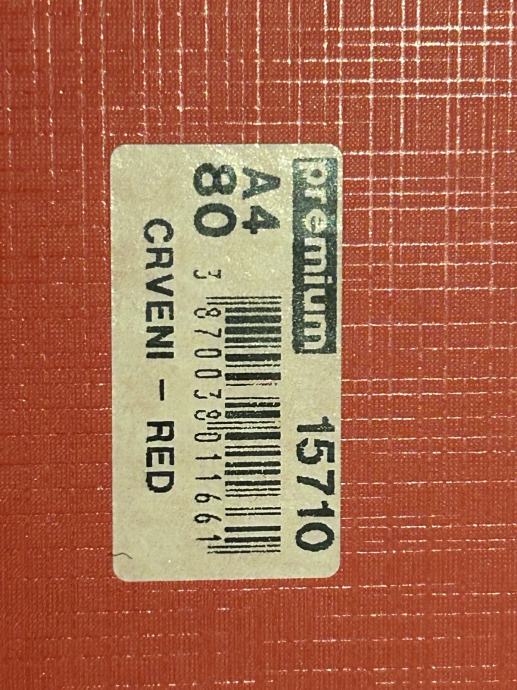 premium 15710
A4
80
3 870038 011661
CRVENI - RED